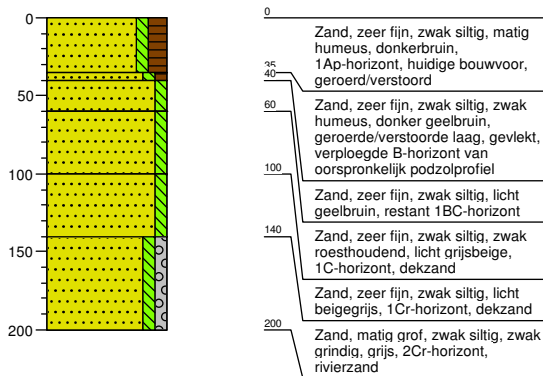 0
50
100
150
200
0
Zand, zeer fijn, zwak siltig, matig
humeus, donkerbruin,
1Ap-horizont, huidige bouwvoor,
geroerd/verstoord
35
40
Zand, zeer fijn, zwak siltig, zwak
humeus, donker geelbruin,
geroerde/verstoorde laag, gevlekt,
verploegde B-horizont van
oorspronkelijk podzolprofiel
60
Zand, zeer fijn, zwak siltig, licht
geelbruin, restant 1BC-horizont
100
Zand, zeer fijn, zwak siltig, zwak
roesthoudend, licht grijsbeige,
1C-horizont, dekzand
140
Zand, zeer fijn, zwak siltig, licht
beigegrijs, 1Cr-horizont, dekzand
200
Zand, matig grof, zwak siltig, zwak
grindig, grijs, 2Cr-horizont,
rivierzand